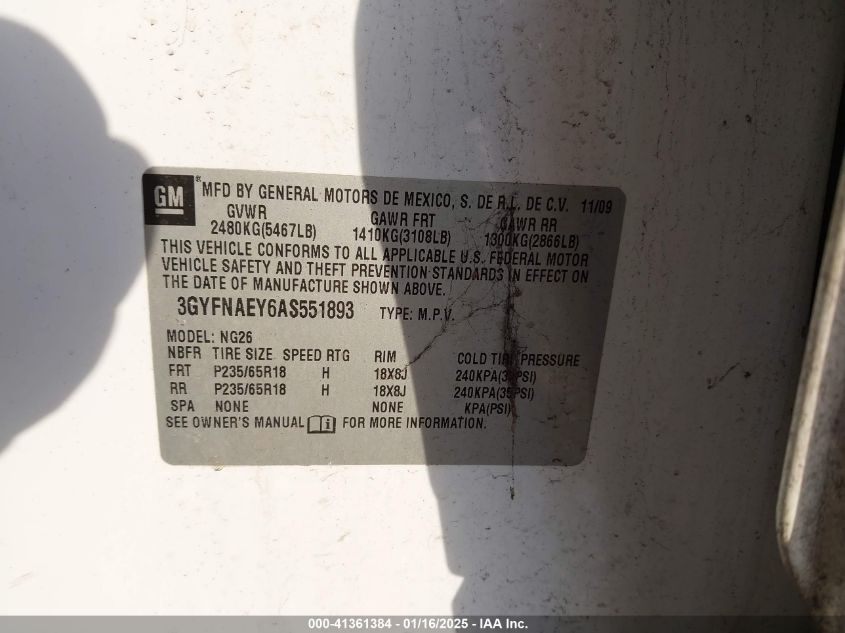 GM ® MFD BY GENERAL MOTORS DE MEXICO, S. DE R.L. DE C.V. 11/09
GVWR GAWR FRT GAWR RR
2480KG(5467LB) 1410KG(3108LB) 1300KG(2866LB)
THIS VEHICLE CONFORMS TO ALL APPLICABLE U.S. FEDERAL MOTOR
VEHICLE SAFETY AND THEFT PREVENTION STANDARDS IN EFFECT ON
THE DATE OF MANUFACTURE SHOWN ABOVE.
3GYFNAEY6AS551893 TYPE: M.P.V.
MODEL: NG26
NBFR TIRE SIZE SPEED RTG RIM COLD TIRE PRESSURE
FRT P235/65R18 H 18X8J 240KPA(35PSI)
RR P235/65R18 H 18X8J 240KPA(35PSI)
SPA NONE NONE KPA(PSI)
SEE OWNER'S MANUAL FOR MORE INFORMATION.
000-41361384 - 01/16/2025 - IAA Inc.